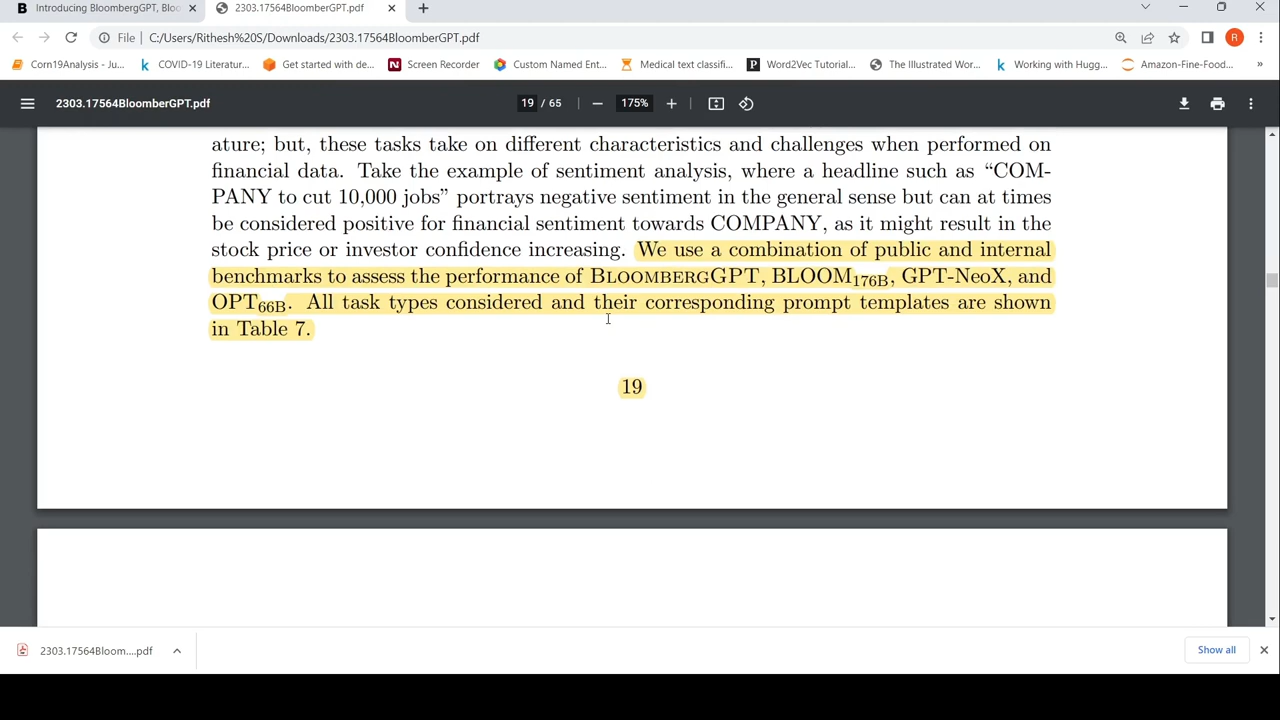 Introducing BloombergGPT, Bloo
2303.17564BloomberGPT.pdf
File
C:/Users/Rithesh%20S/Downloads/2303.17564BloomberGPT.pdf
R
Corn19Analysis - Ju...
COVID-19 Literatur...
Get started with de...
Screen Recorder
Custom Named Ent...
Medical text classifi...
Word2Vec Tutorial...
The Illustrated Wor...
Working with Hugg...
Amazon-Fine-Food...
»
2303.17564BloomberGPT.pdf
19 / 65
175%
ature; but, these tasks take on different characteristics and challenges when performed on
financial data. Take the example of sentiment analysis, where a headline such as “COM-
PANY to cut 10,000 jobs” portrays negative sentiment in the general sense but can at times
be considered positive for financial sentiment towards COMPANY, as it might result in the
stock price or investor confidence increasing. We use a combination of public and internal
benchmarks to assess the performance of BLOOMBERGGPT, BLOOM176B, GPT-NeoX, and
OPT66B. All task types considered and their corresponding prompt templates are shown
in Table 7.
19
2303.17564Bloom....pdf
Show all